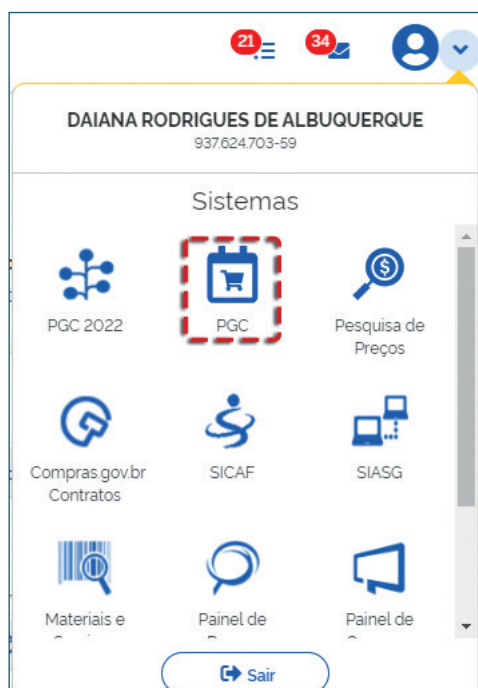 21 34
DAIANA RODRIGUES DE ALBUQUERQUE
937.624.703-59
Sistemas
PGC 2022 PGC Pesquisa de
Preços
Compras.gov.br SICAF SIASG
Contratos
Materiais e Painel de Painel de
Sair